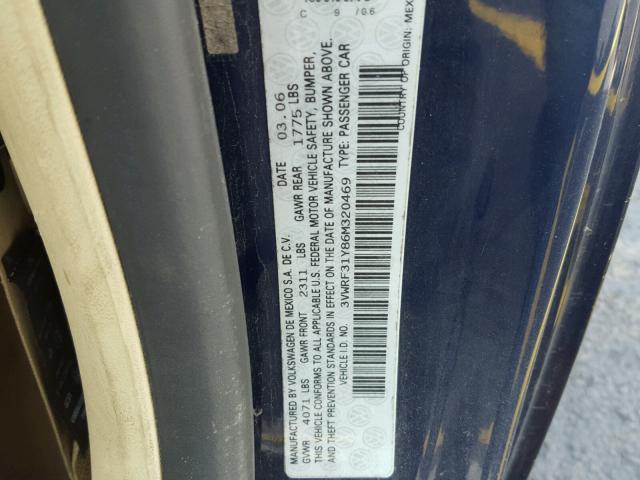 MANUFACTURED BY VOLKSWAGEN DE MEXICO S.A. DE C.V. DATE 03.06
GVWR 4071 LBS GAWR FRONT 2311 LBS GAWR REAR 1775 LBS
THIS VEHICLE CONFORMS TO ALL APPLICABLE U.S. FEDERAL MOTOR VEHICLE SAFETY, BUMPER,
PREVENTION STANDARDS IN EFFECT ON THE DATE OF MANUFACTURE SHOWN ABOVE.
VEHICLE I.D. NO. 3VWRF31Y86M320469 TYPE: PASSENGER CAR
COUNTRY OF ORIGIN: MEX
C 9 /06